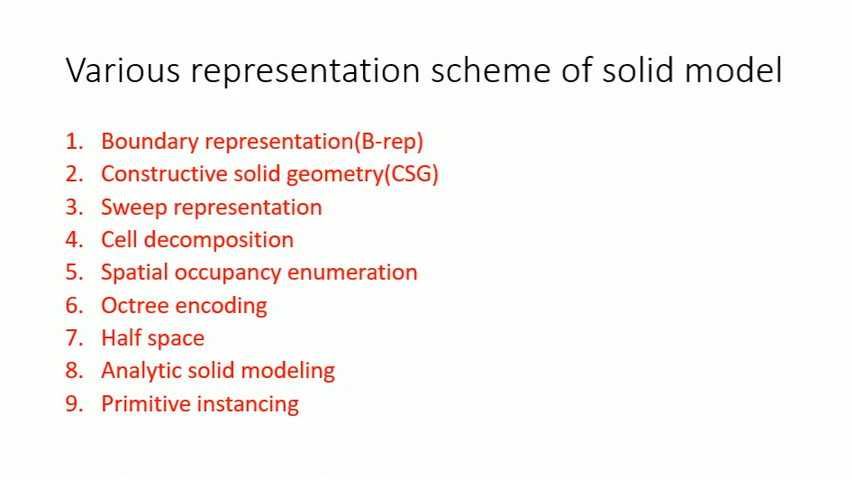 Various representation scheme of solid model
1. Boundary representation(B-rep)
2. Constructive solid geometry(CSG)
3. Sweep representation
4. Cell decomposition
5. Spatial occupancy enumeration
6. Octree encoding
7. Half space
8. Analytic solid modeling
9. Primitive instancing